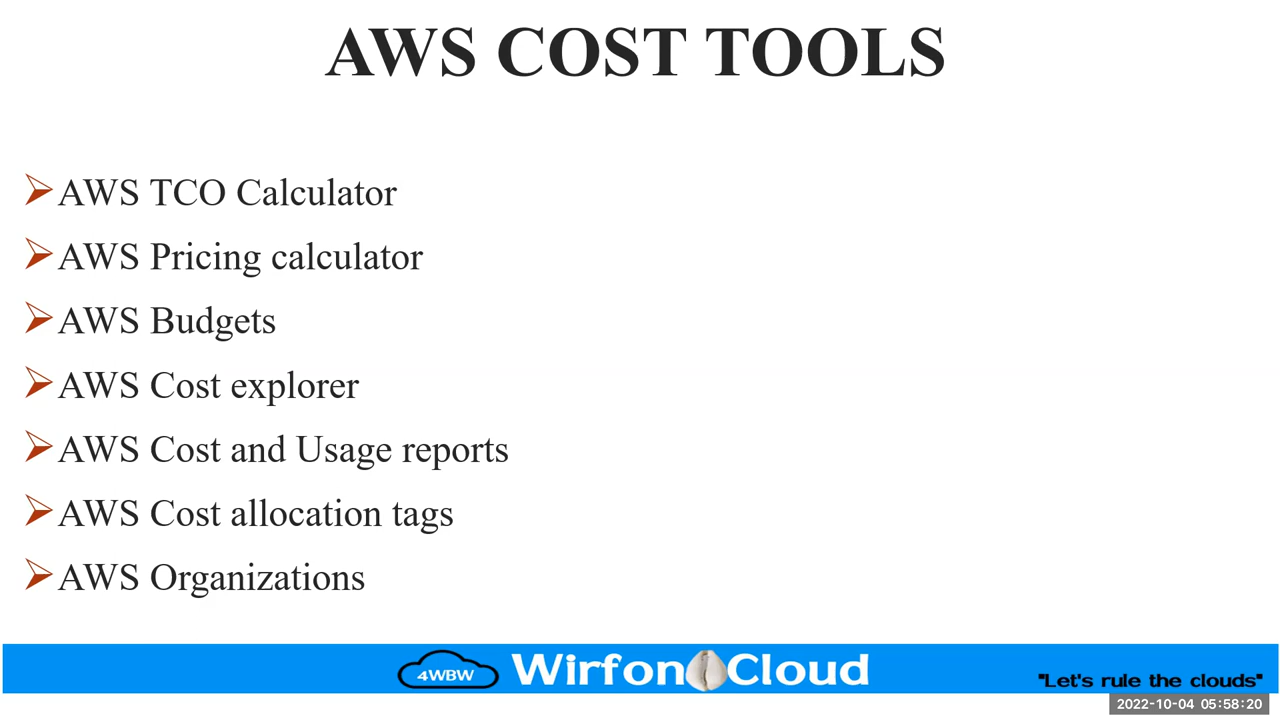 AWS COST TOOLS
AWS TCO Calculator
AWS Pricing calculator
AWS Budgets
AWS Cost explorer
AWS Cost and Usage reports
AWS Cost allocation tags
AWS Organizations
4WBW Wirfon Cloud
"Let's rule the clouds"
2022-10-04 05:58:20